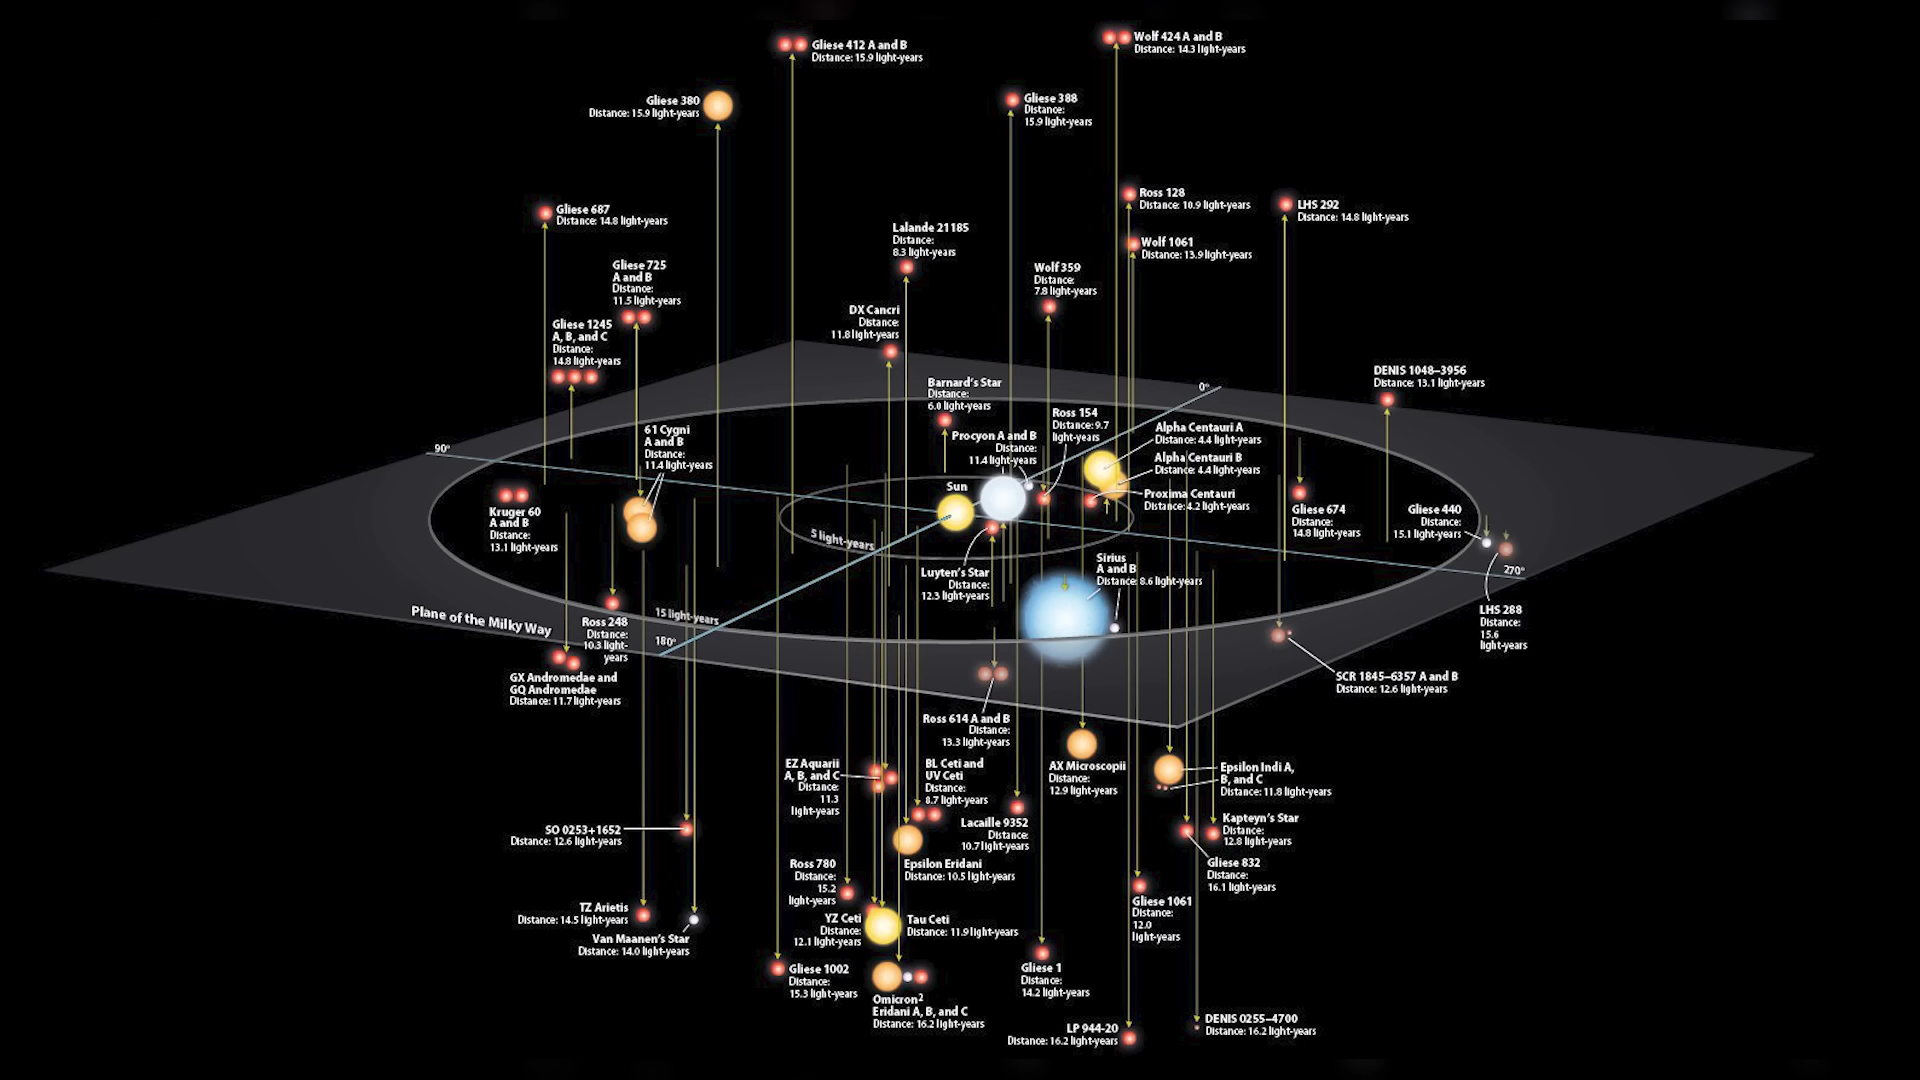 Gliese 412 A and B
Distance: 15.9 light-years
Wolf 424 A and B
Distance: 14.3 light-years
Gliese 380
Distance: 15.9 light-years
Gliese 388
Distance:
15.9 light-years
Ross 128
Distance: 10.9 light-years
LHS 292
Distance: 14.8 light-years
Gliese 687
Distance: 14.8 light-years
Lalande 21185
Distance:
8.3 light-years
Wolf 1061
Distance: 13.9 light-years
Gliese 725
A and B
Distance:
11.5 light-years
Wolf 359
Distance:
7.8 light-years
DX Cancri
Distance:
11.8 light-years
Gliese 1245
A, B, and C
Distance:
14.8 light-years
DENIS 1048–3956
Distance: 13.1 light-years
Barnard's Star
Distance:
6.0 light-years
0°
Ross 154
Distance: 9.7
light-years
61 Cygni
A and B
Distance:
11.4 light-years
Procyon A and B
Distance:
11.4 light-years
Alpha Centauri A
Distance: 4.4 light-years
90°
Alpha Centauri B
Distance: 4.4 light-years
Sun
Proxima Centauri
Distance: 4.2 light-years
Kruger 60
A and B
Distance:
13.1 light-years
Gliese 674
Distance:
14.8 light-years
Gliese 440
Distance:
15.1 light-years
5 light-years
Luyten's Star
Distance:
12.3 light-years
Sirius
A and B
Distance: 8.6 light-years
270°
LHS 288
Distance:
15.6
light-years
Plane of the Milky Way
15 light-years
180°
Ross 248
Distance:
10.3 light-
years
GX Andromedae and
GQ Andromedae
Distance: 11.7 light-years
SCR 1845–6357 A and B
Distance: 12.6 light-years
Ross 614 A and B
Distance:
13.3 light-years
EZ Aquarii
A, B, and C
Distance:
11.3
light-years
BL Ceti and
UV Ceti
Distance:
8.7 light-years
AX Microscopii
Distance:
12.9 light-years
Epsilon Indi A,
B, and C
Distance: 11.8 light-years
SO 0253+1652
Distance: 12.6 light-years
Lacaille 9352
Distance:
10.7 light-years
Kapteyn's Star
Distance:
12.8 light-years
Ross 780
Distance:
15.2
light-years
Epsilon Eridani
Distance: 10.5 light-years
Gliese 832
Distance:
16.1 light-years
Gliese 1061
Distance:
12.0
light-years
TZ Arietis
Distance: 14.5 light-years
YZ Ceti
Distance:
12.1 light-years
Tau Ceti
Distance: 11.9 light-years
Van Maanen's Star
Distance: 14.0 light-years
Gliese 1002
Distance:
15.3 light-years
Gliese 1
Distance:
14.2 light-years
Omicron²
Eridani A, B, and C
Distance: 16.2 light-years
LP 944-20
Distance: 16.2 light-years
DENIS 0255–4700
Distance: 16.2 light-years